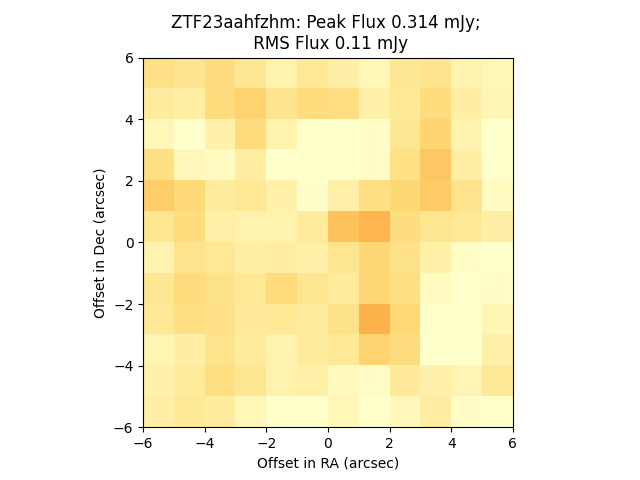 ZTF23aahfzhm: Peak Flux 0.314 mJy;
RMS Flux 0.11 mJy
6
4
2
0
−2
−4
−6
Offset in Dec (arcsec)
−6 −4 −2 0 2 4 6
Offset in RA (arcsec)